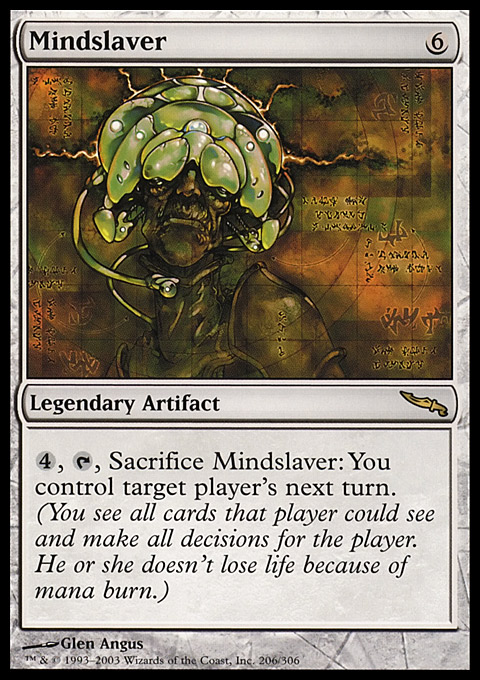 Mindslaver 6
Legendary Artifact
4, , Sacrifice Mindslaver: You
control target player's next turn.
(You see all cards that player could see
and make all decisions for the player.
He or she doesn't lose life because of
mana burn.)
Glen Angus
™ & © 1993–2003 Wizards of the Coast, Inc. 206/306